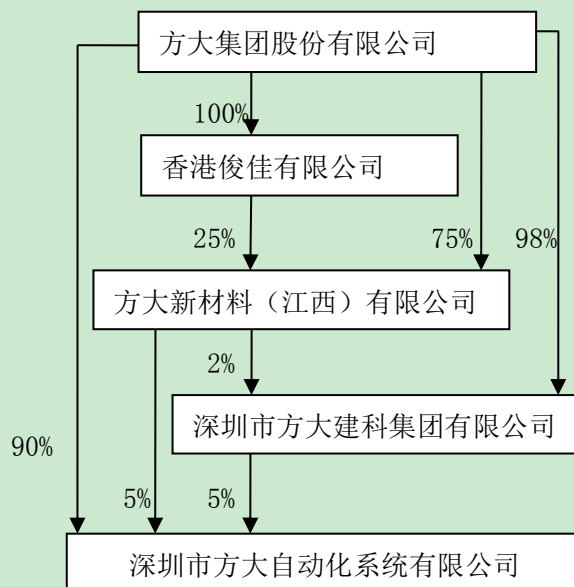 方大集团股份有限公司
100%
香港俊佳有限公司
25%
75%
98%
方大新材料（江西）有限公司
2%
深圳市方大建科集团有限公司
90%
5%
5%
深圳市方大自动化系统有限公司